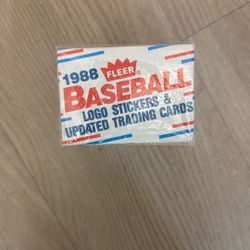 1988 FLEER
BASEBALL
LOGO STICKERS &
UPDATED TRADING CARDS